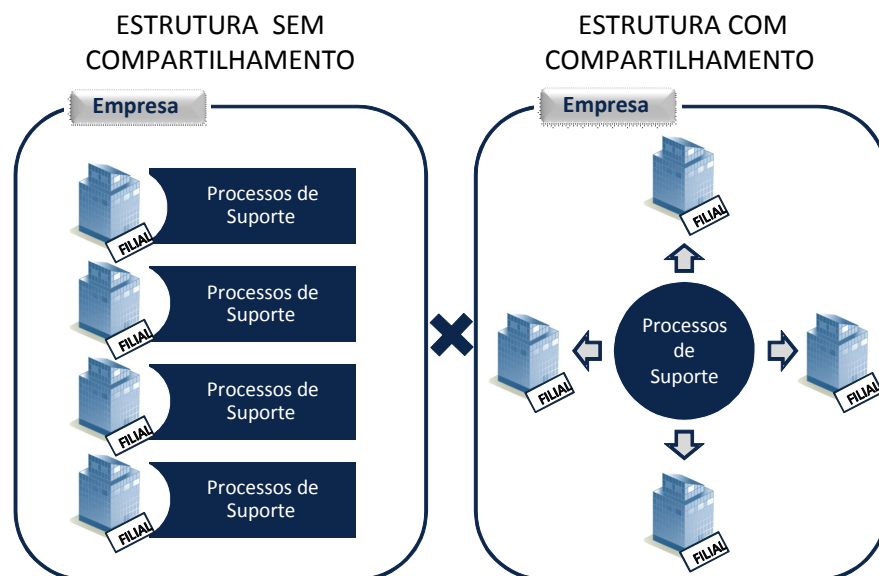 ESTRUTURA SEM
COMPARTILHAMENTO
Empresa
Processos de
Suporte
FILIAL
Processos de
Suporte
FILIAL
Processos de
Suporte
FILIAL
Processos de
Suporte
FILIAL
ESTRUTURA COM
COMPARTILHAMENTO
Empresa
FILIAL
FILIAL
Processos
de
Suporte
FILIAL
FILIAL